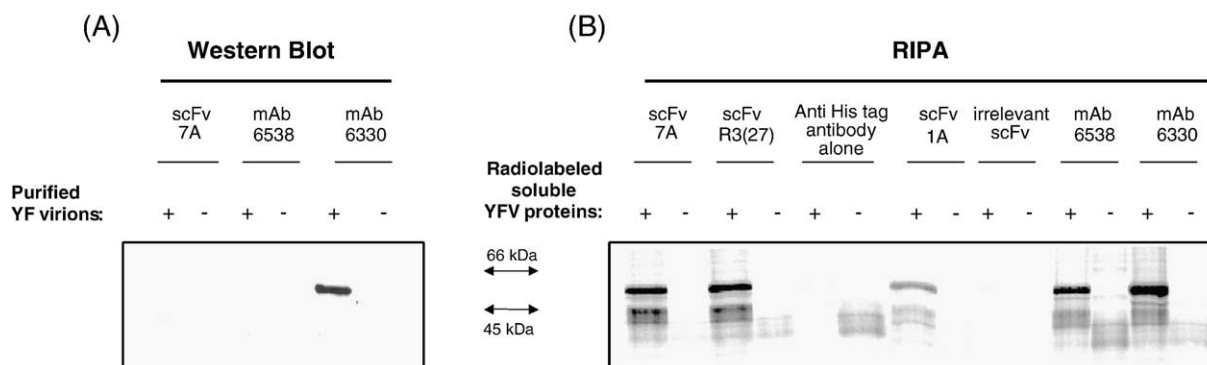 (A)
Western Blot
scFv 7A
mAb 6538
mAb 6330
Purified YF virions:
+ - + - + -
(B)
RIPA
scFv 7A
scFv R3(27)
Anti His tag antibody alone
scFv 1A
irrelevant scFv
mAb 6538
mAb 6330
Radiolabeled soluble YFV proteins:
+ - + - + - + - + - + - + -
66 kDa
45 kDa